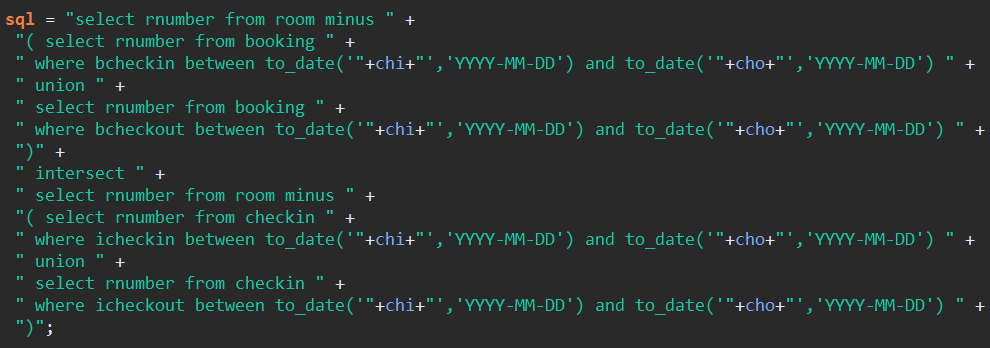 sql = "select rnumber from room minus " +
"( select rnumber from booking " +
" where bcheckin between to_date('"+chi+"','YYYY-MM-DD') and to_date('"+cho+"','YYYY-MM-DD') " +
" union " +
" select rnumber from booking " +
" where bcheckout between to_date('"+chi+"','YYYY-MM-DD') and to_date('"+cho+"','YYYY-MM-DD') " +
")" +
" intersect " +
" select rnumber from room minus " +
"( select rnumber from checkin " +
" where icheckin between to_date('"+chi+"','YYYY-MM-DD') and to_date('"+cho+"','YYYY-MM-DD') " +
" union " +
" select rnumber from checkin " +
" where icheckout between to_date('"+chi+"','YYYY-MM-DD') and to_date('"+cho+"','YYYY-MM-DD') " +
")";